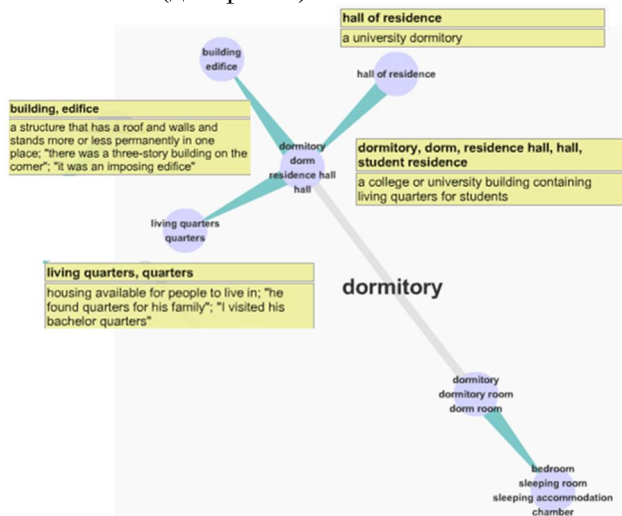 hall of residence
a university dormitory
building
edifice
hall of residence
building, edifice
a structure that has a roof and walls and
stands more or less permanently in one
place; "there was a three-story building on the
corner"; "it was an imposing edifice"
dormitory
dorm
residence hall
hall
dormitory, dorm, residence hall, hall,
student residence
a college or university building containing
living quarters for students
living quarters
quarters
living quarters, quarters
housing available for people to live in; "he
found quarters for his family"; "I visited his
bachelor quarters"
dormitory
dormitory
dormitory room
dorm room
bedroom
sleeping room
sleeping accommodation
chamber